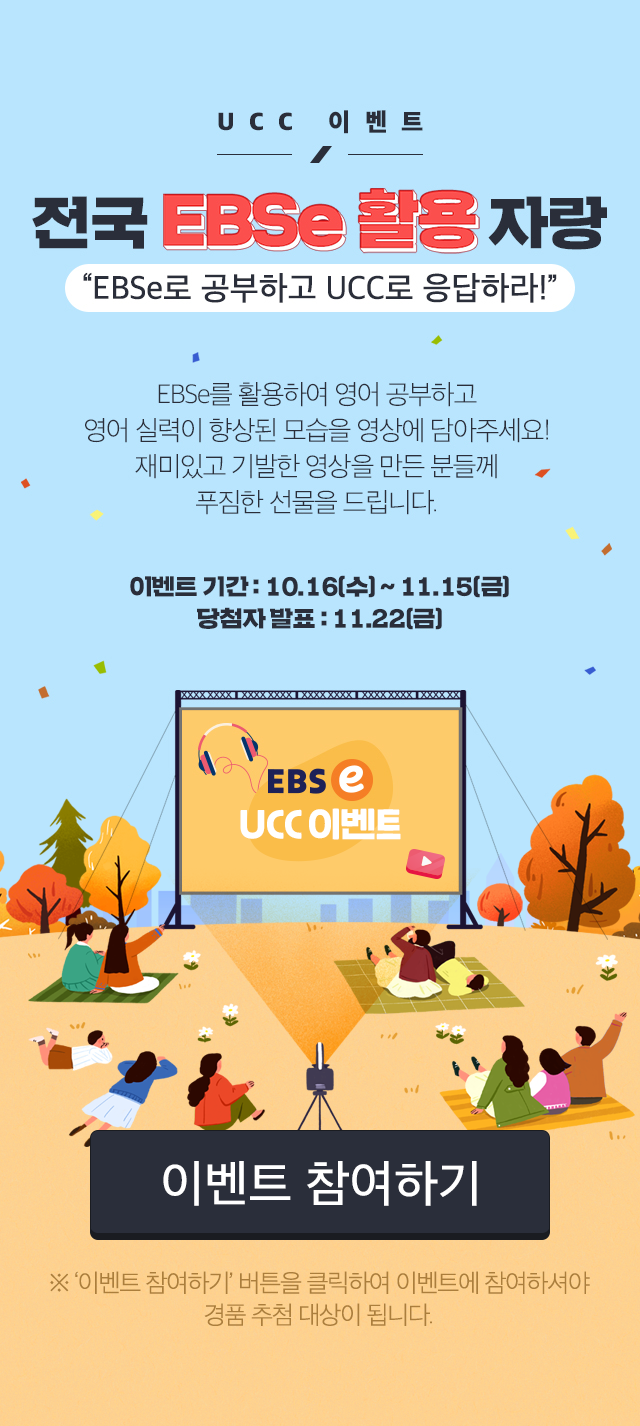 UCC 이벤트
전국 EBSe 활용 자랑
“EBSe로 공부하고 UCC로 응답하라!”
EBSe를 활용하여 영어 공부하고
영어 실력이 향상된 모습을 영상에 담아주세요!
재미있고 기발한 영상을 만든 분들께
푸짐한 선물을 드립니다.
이벤트 기간 : 10.16(수) ~ 11.15(금)
당첨자 발표 : 11.22(금)
EBS e
UCC 이벤트
이벤트 참여하기
※ ‘이벤트 참여하기’ 버튼을 클릭하여 이벤트에 참여하셔야
경품 추첨 대상이 됩니다.